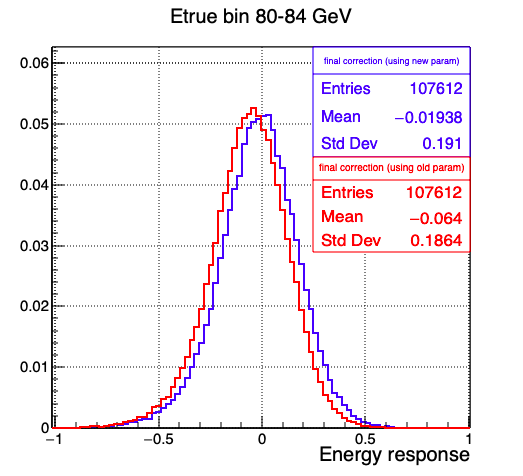 Etrue bin 80-84 GeV
final correction (using new param)
Entries 107612
Mean −0.01938
Std Dev 0.191
final correction (using old param)
Entries 107612
Mean −0.064
Std Dev 0.1864
0.06
0.05
0.04
0.03
0.02
0.01
0
−1 −0.5 0 0.5 1
Energy response